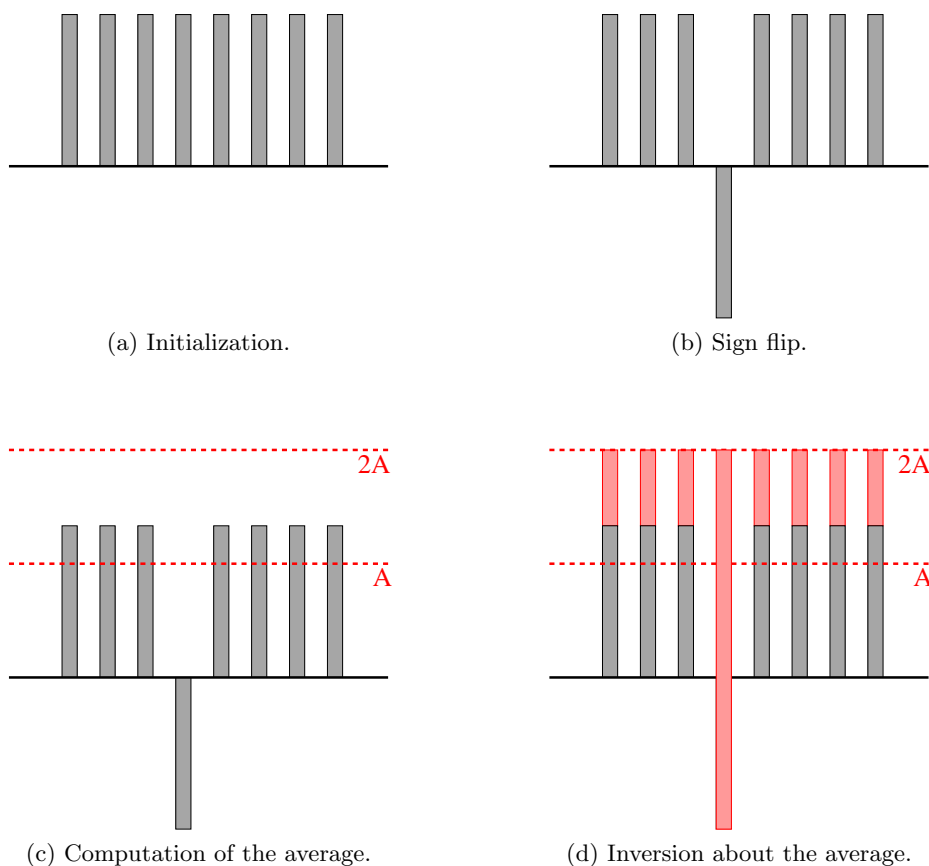 (a) Initialization.
(b) Sign flip.
2A
A
(c) Computation of the average.
2A
A
(d) Inversion about the average.